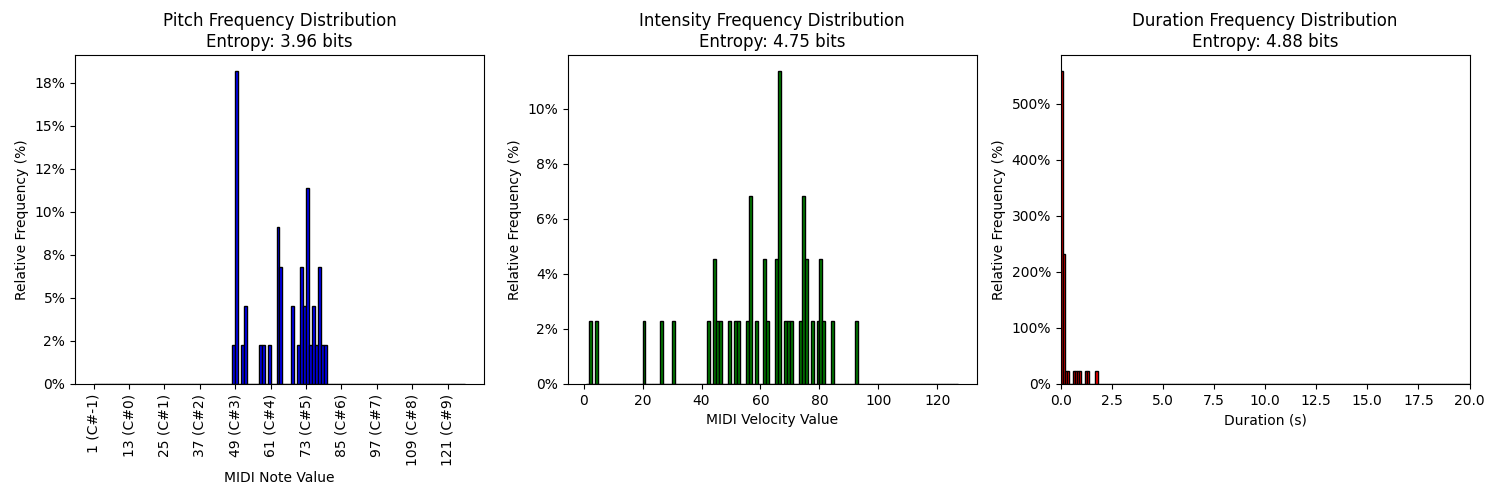 Pitch Frequency Distribution
Entropy: 3.96 bits
18%
15%
12%
10%
8%
5%
2%
0%
Relative Frequency (%)
1 (C#-1)
13 (C#0)
25 (C#1)
37 (C#2)
49 (C#3)
61 (C#4)
73 (C#5)
85 (C#6)
97 (C#7)
109 (C#8)
121 (C#9)
MIDI Note Value
Intensity Frequency Distribution
Entropy: 4.75 bits
10%
8%
6%
4%
2%
0%
Relative Frequency (%)
0 20 40 60 80 100 120
MIDI Velocity Value
Duration Frequency Distribution
Entropy: 4.88 bits
500%
400%
300%
200%
100%
0%
Relative Frequency (%)
0.0 2.5 5.0 7.5 10.0 12.5 15.0 17.5 20.0
Duration (s)